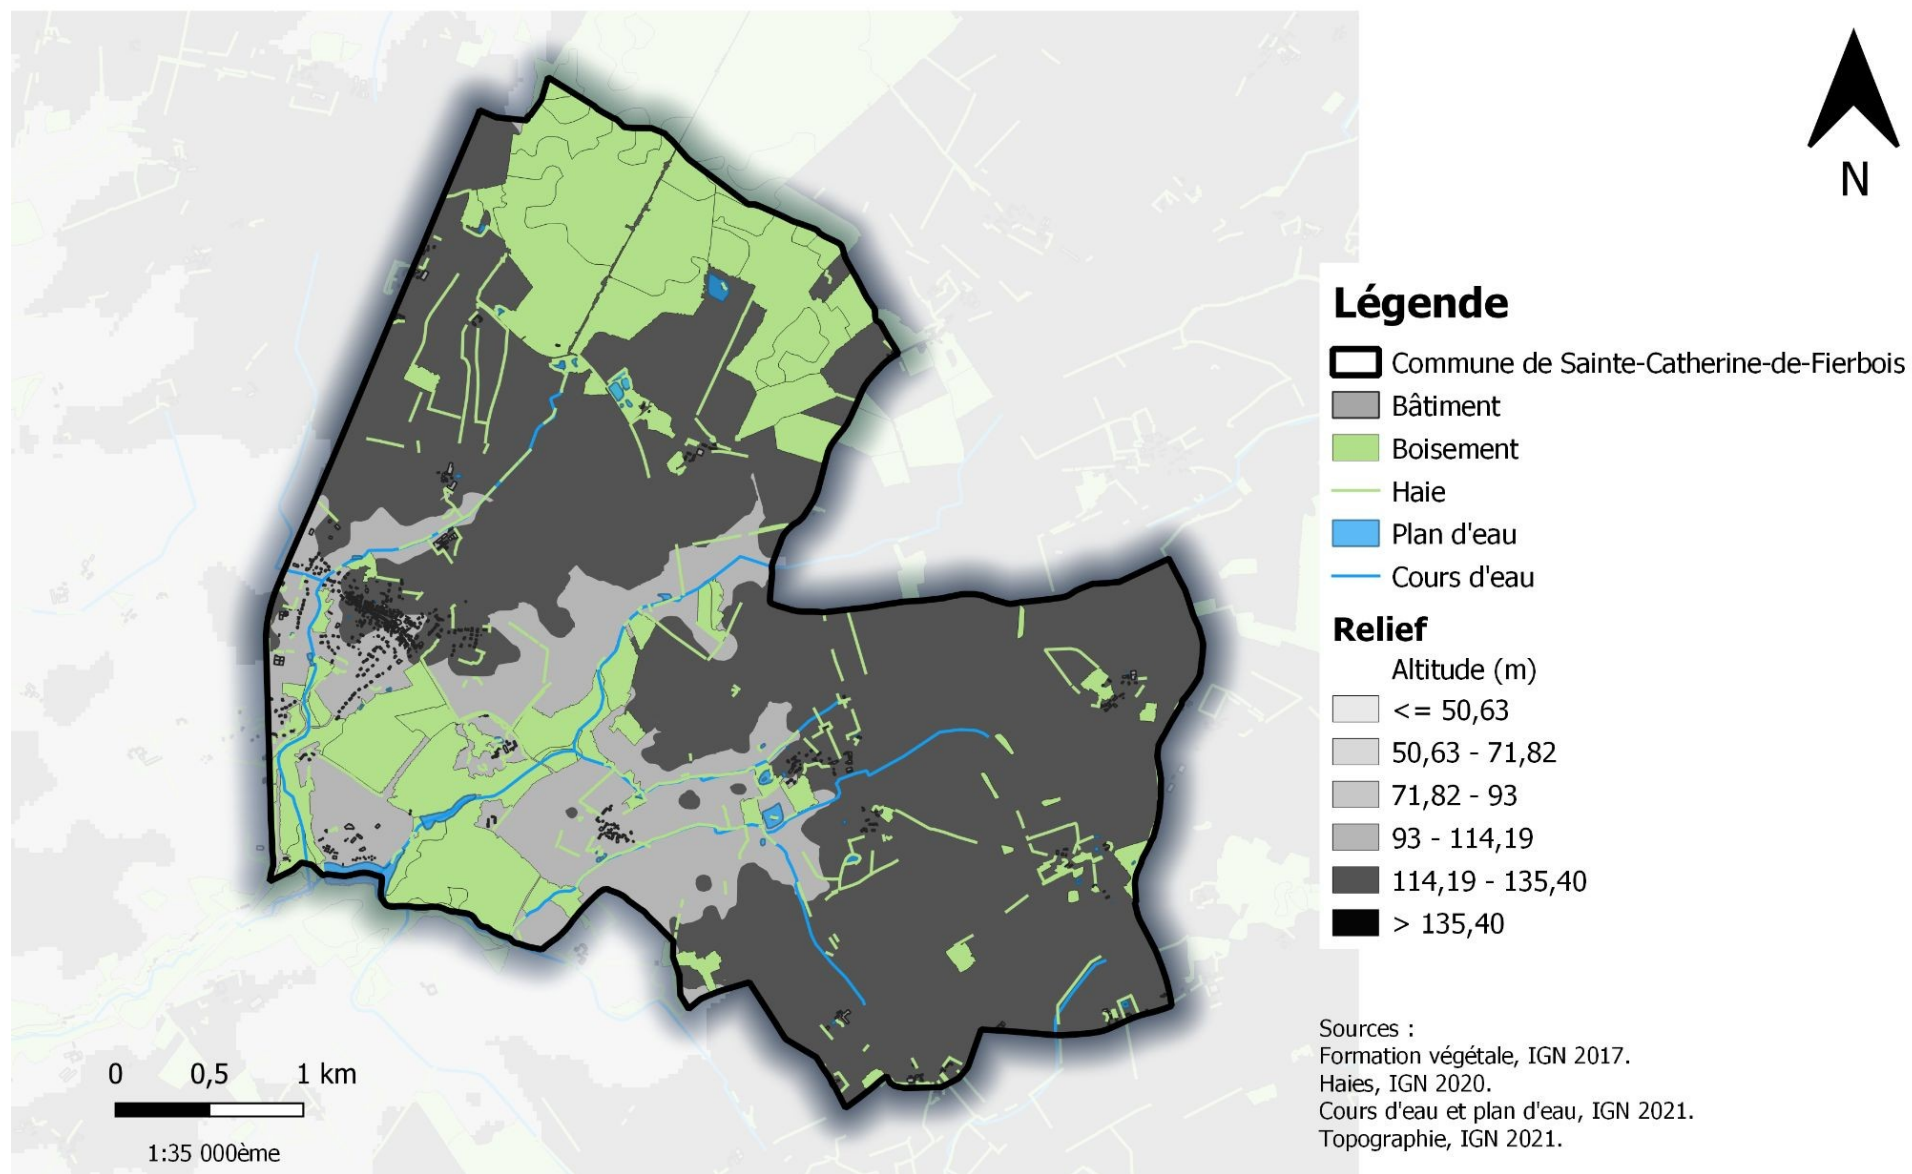 N
Légende
Commune de Sainte-Catherine-de-Fierbois
Bâtiment
Boisement
Haie
Plan d'eau
Cours d'eau
Relief
Altitude (m)
<= 50,63
50,63 - 71,82
71,82 - 93
93 - 114,19
114,19 - 135,40
> 135,40
Sources :
Formation végétale, IGN 2017.
Haies, IGN 2020.
Cours d'eau et plan d'eau, IGN 2021.
Topographie, IGN 2021.
0 0,5 1 km
1:35 000ème